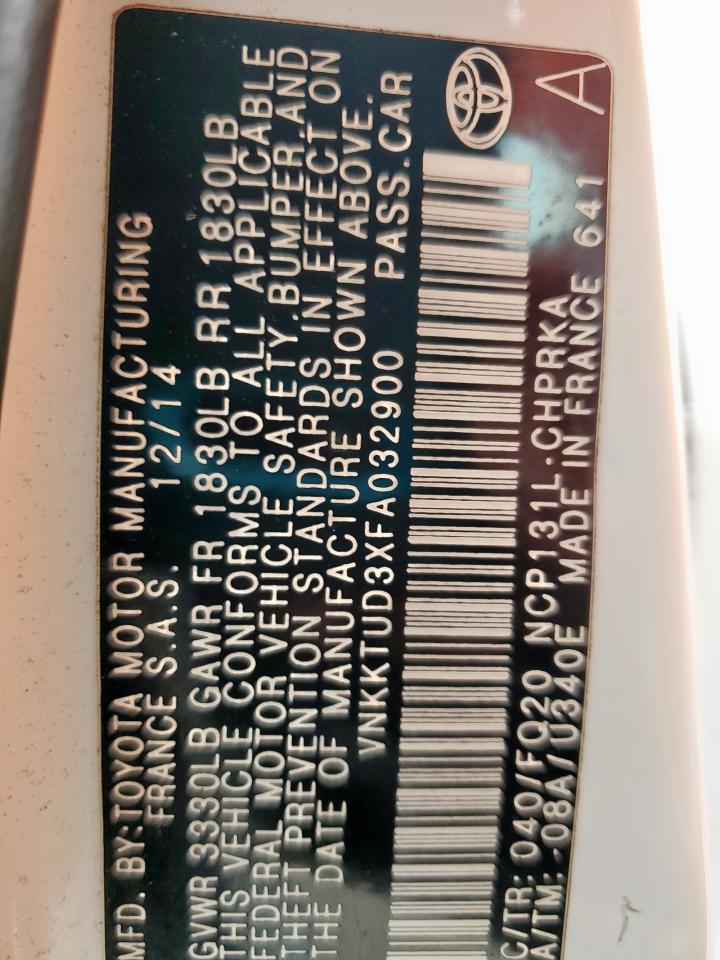 MFD. BY:TOYOTA MOTOR MANUFACTURING
FRANCE S.A.S. 12/14
GVWR 3330LB GAWR FR 1830LB RR 1830LB
THIS VEHICLE CONFORMS TO ALL APPLICABLE
FEDERAL MOTOR VEHICLE SAFETY,BUMPER,AND
THEFT PREVENTION STANDARDS IN EFFECT ON
THE DATE OF MANUFACTURE SHOWN ABOVE.
VNKKTUD3XFA032900 PASS.CAR
C/TR: 040/FQ20 NCP131L-CHPRKA
A/TM: -08A/U340E MADE IN FRANCE 641
A